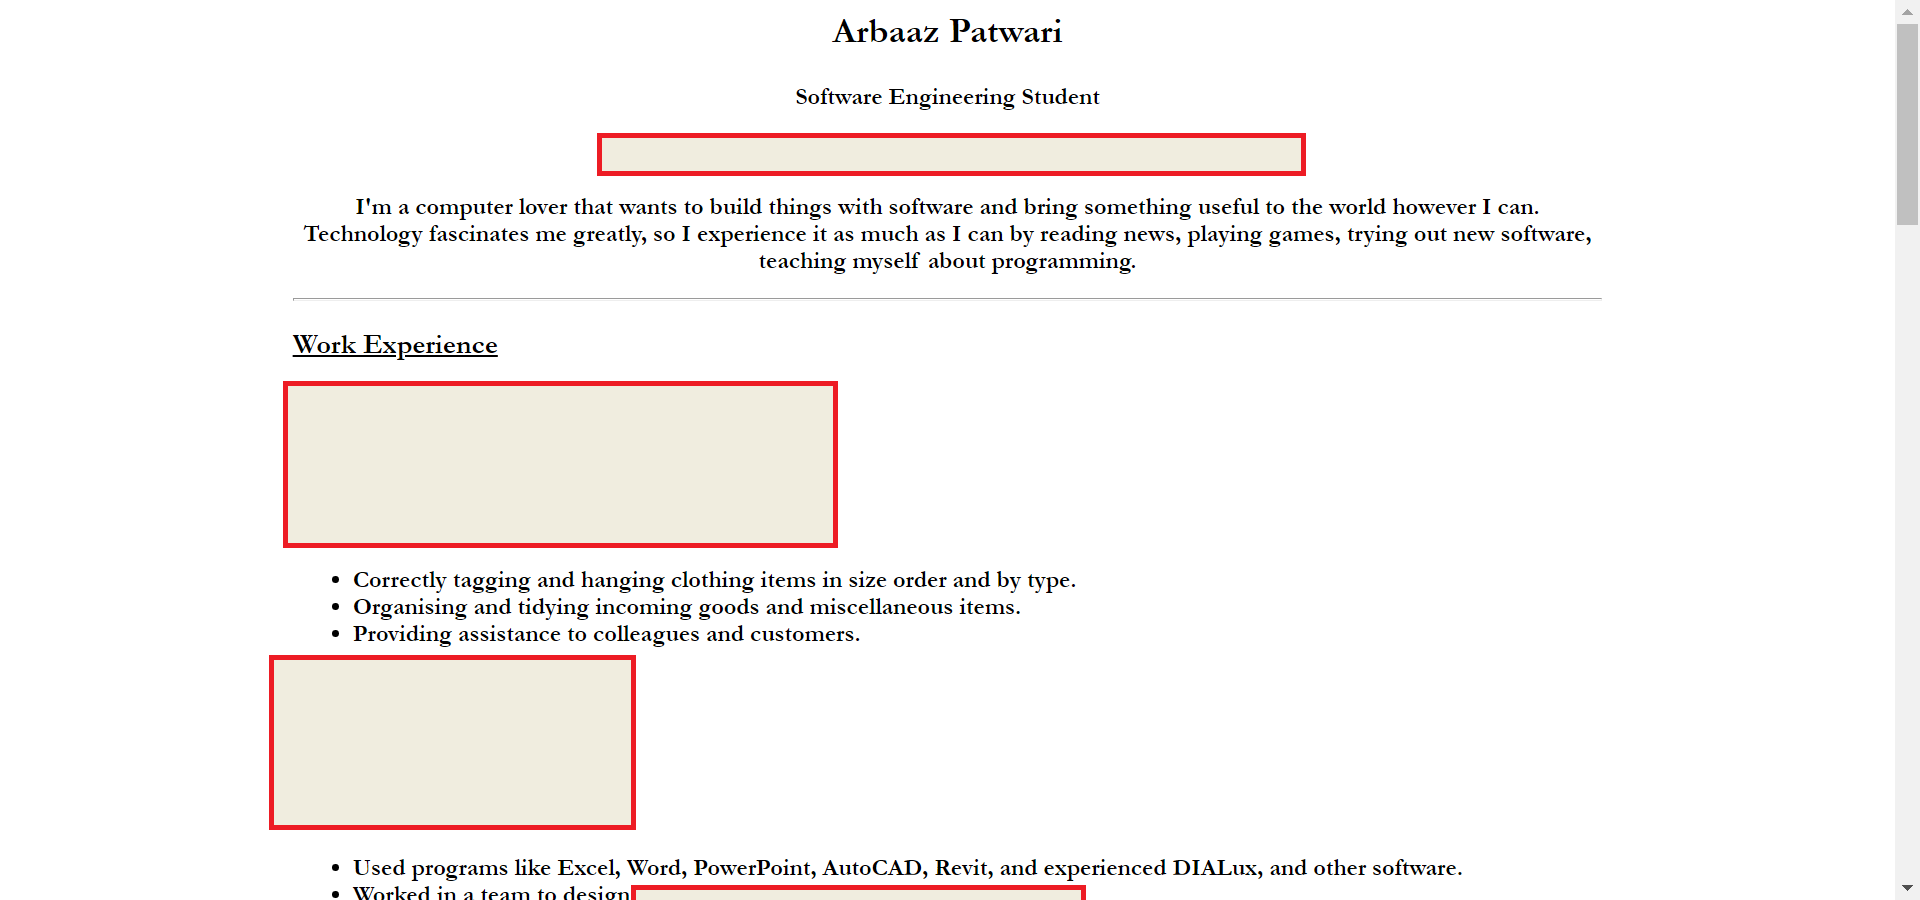 Arbaaz Patwari
Software Engineering Student
I'm a computer lover that wants to build things with software and bring something useful to the world however I can.
Technology fascinates me greatly, so I experience it as much as I can by reading news, playing games, trying out new software,
teaching myself about programming.
Work Experience
• Correctly tagging and hanging clothing items in size order and by type.
• Organising and tidying incoming goods and miscellaneous items.
• Providing assistance to colleagues and customers.
• Used programs like Excel, Word, PowerPoint, AutoCAD, Revit, and experienced DIALux, and other software.
• Worked in a team to design